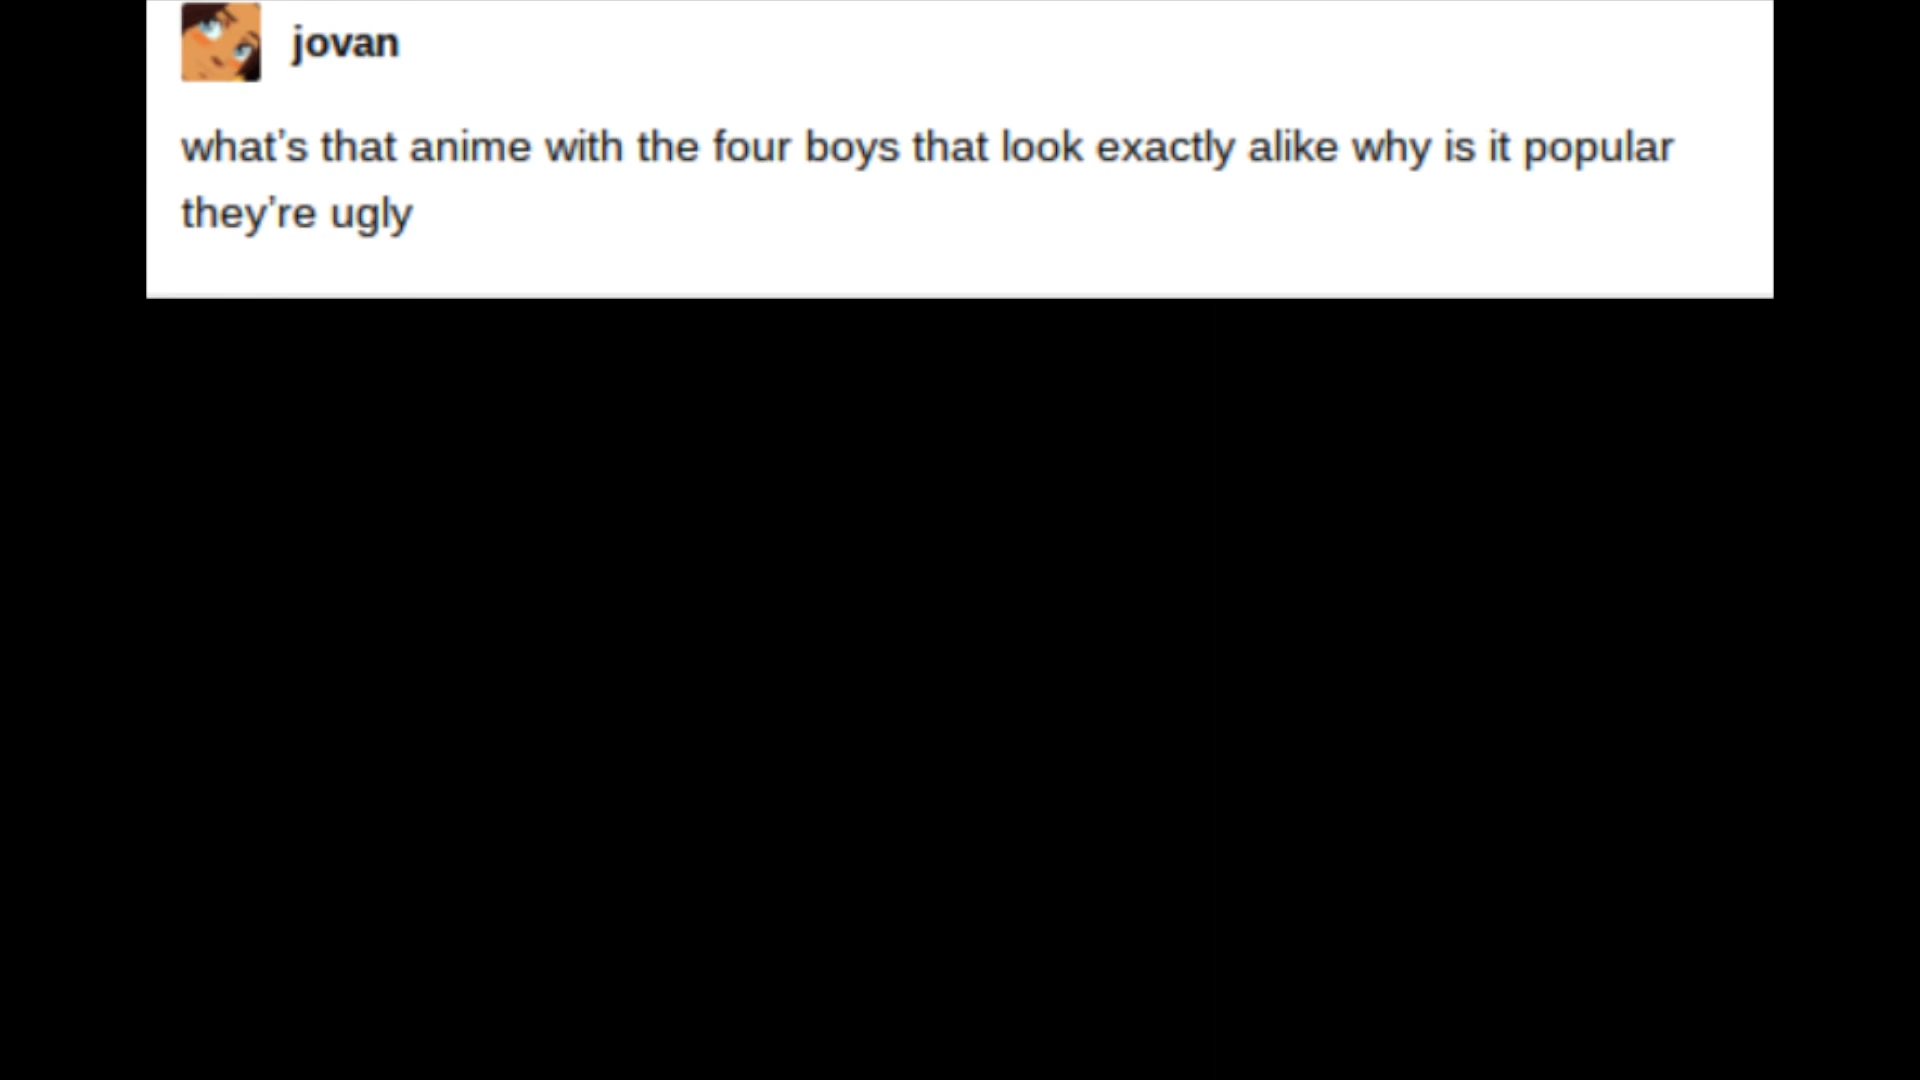 jovan
what’s that anime with the four boys that look exactly alike why is it popular
they’re ugly